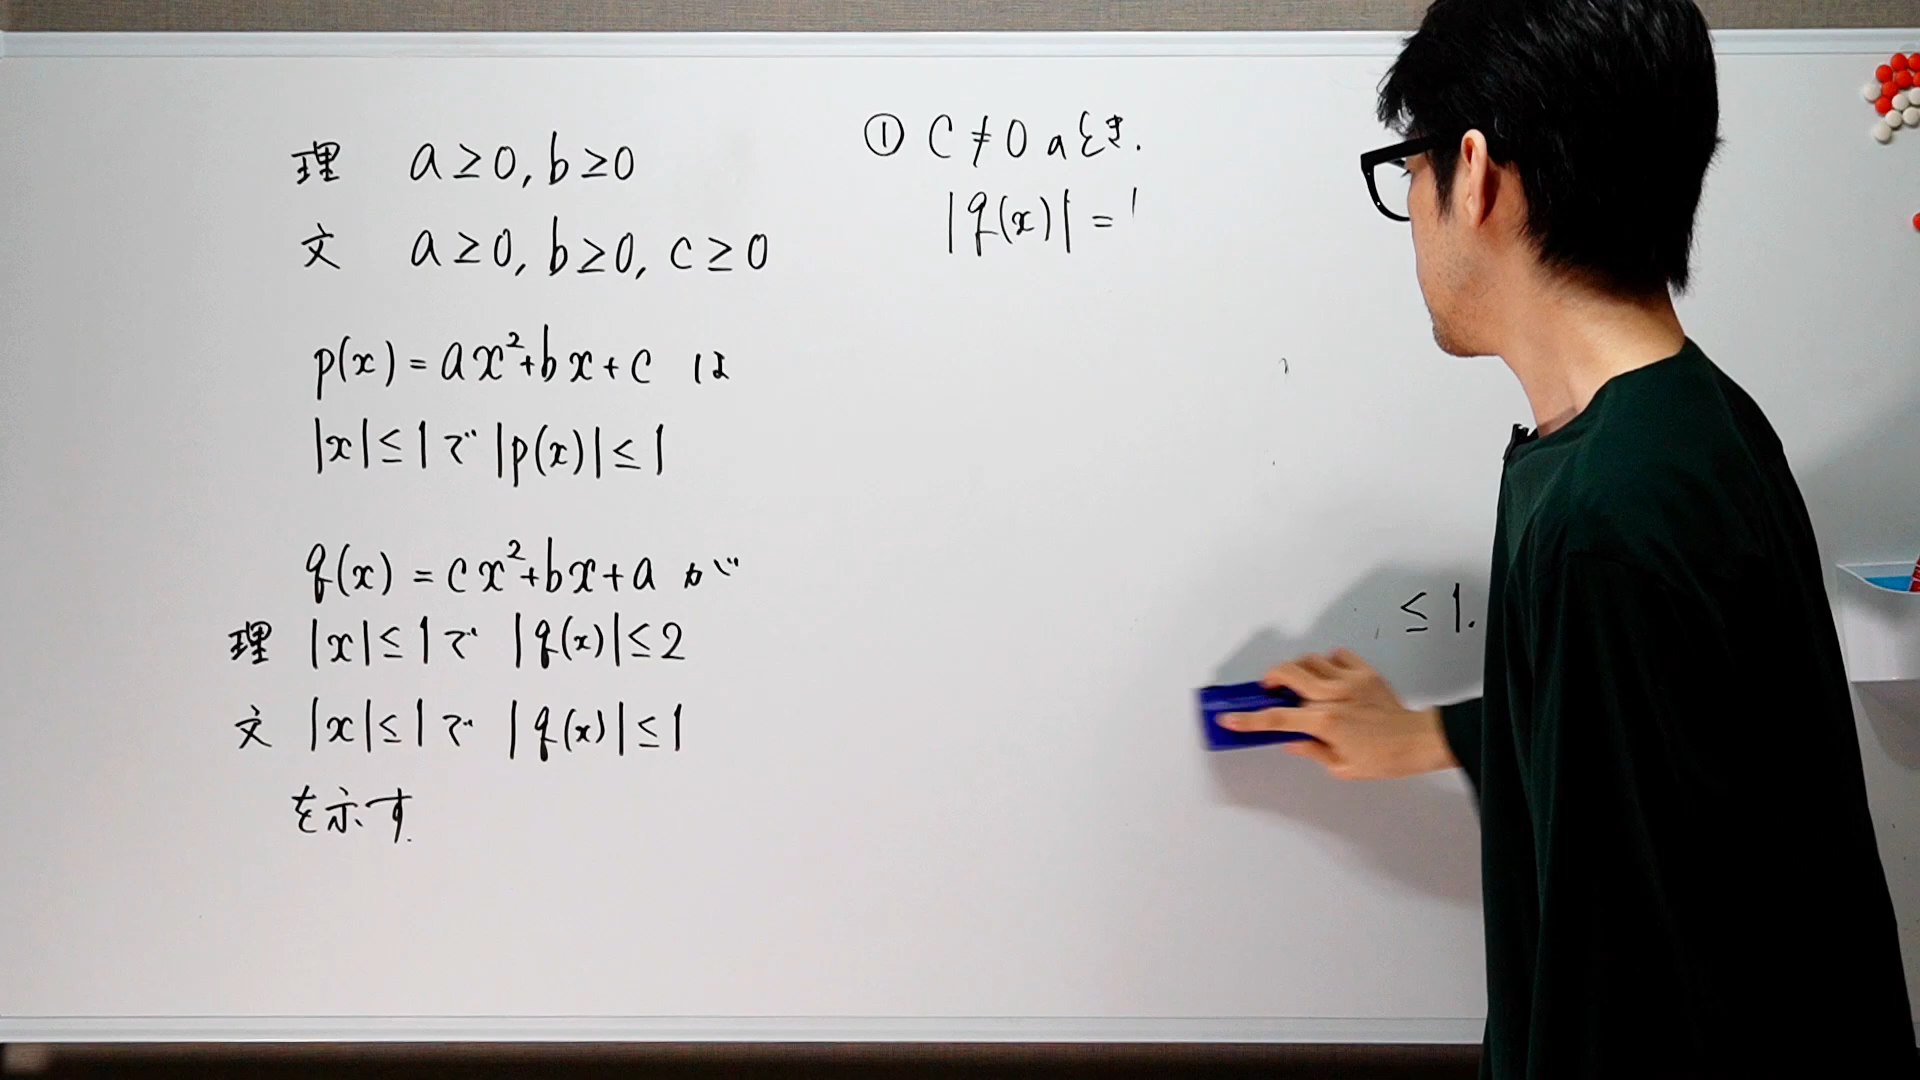 理 a≥0, b≥0
文 a≥0, b≥0, c≥0
p(x) = ax²+bx+c は
|x|≤1で |p(x)|≤1
q(x) = cx²+bx+a が
理 |x|≤1で |q(x)|≤2
文 |x|≤1で |q(x)|≤1
を示す.
① C≠0 a とき.
|q(x)| =
≤1.